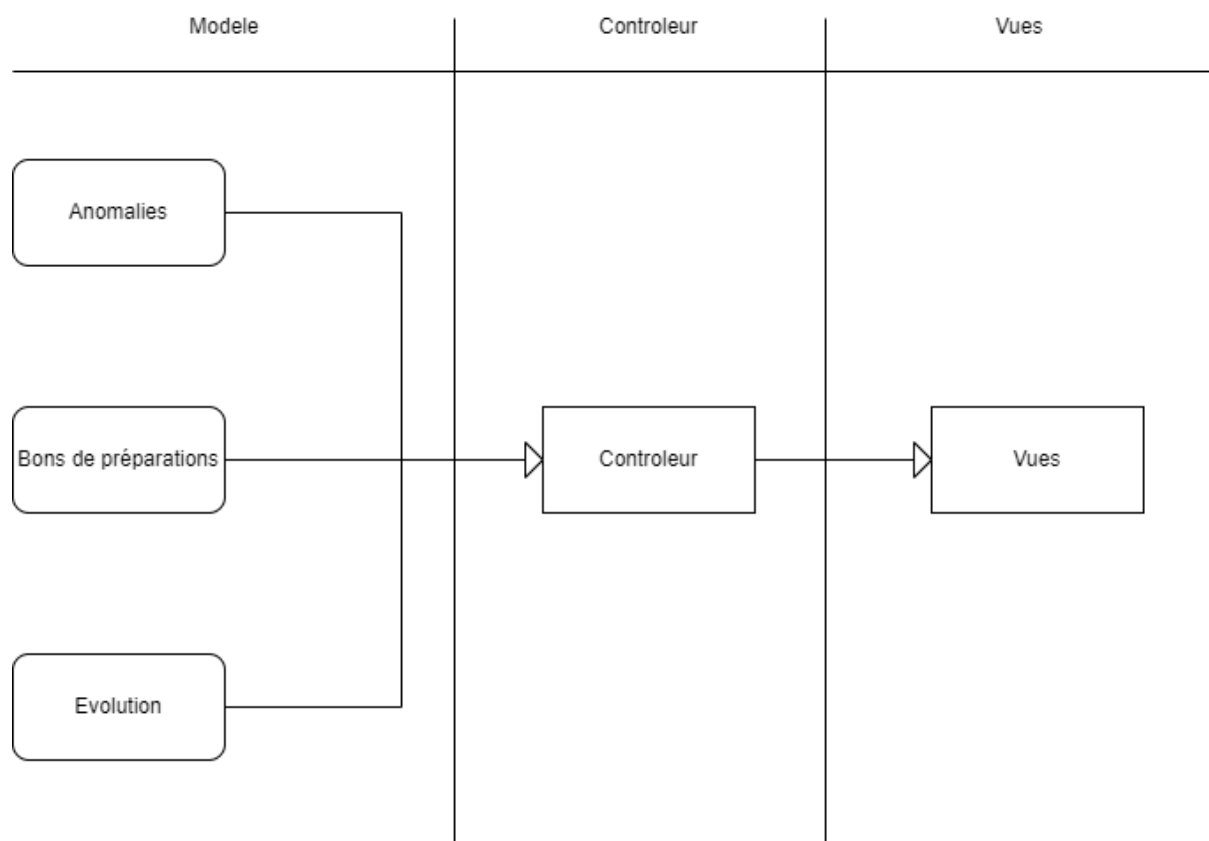 Modele
Controleur
Vues
Anomalies
Bons de préparations
Controleur
Vues
Evolution